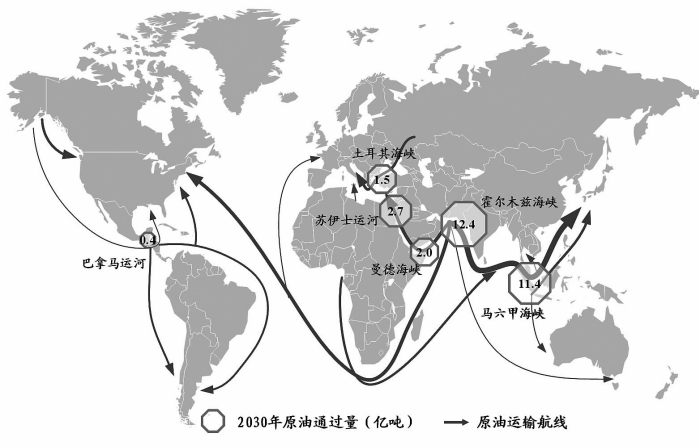 土耳其海峡
1.5
霍尔木兹海峡
2.7
苏伊士运河
12.4
0.4
2.0
巴拿马运河
曼德海峡
11.4
马六甲海峡
2030年原油通过量（亿吨）
原油运输航线